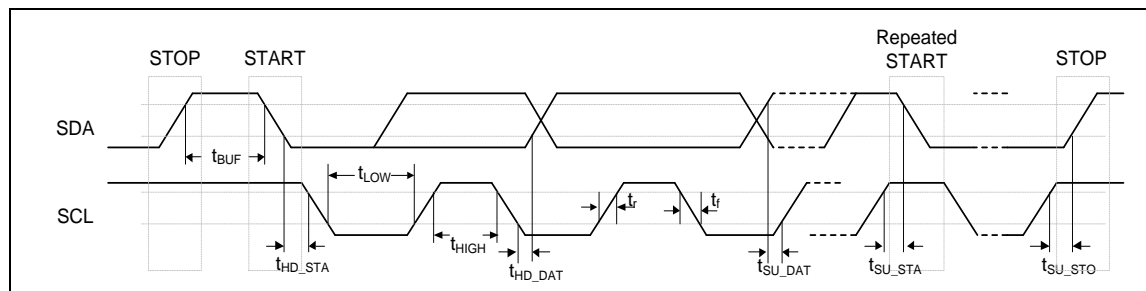 STOP
START
Repeated
START
STOP
SDA
tBUF
tLOW
SCL
tr
tf
tHD_STA
tHIGH
tHD_DAT
tSU_DAT
tSU_STA
tSU_STO